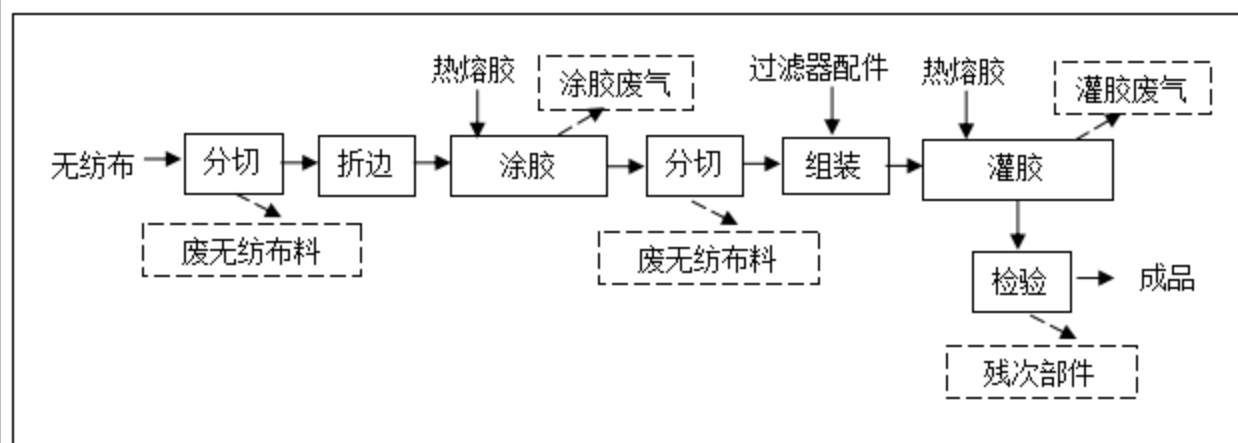 热熔胶
涂胶废气
过滤器配件
热熔胶
灌胶废气
无纺布
分切
折边
涂胶
分切
组装
灌胶
废无纺布料
废无纺布料
检验
成品
残次部件